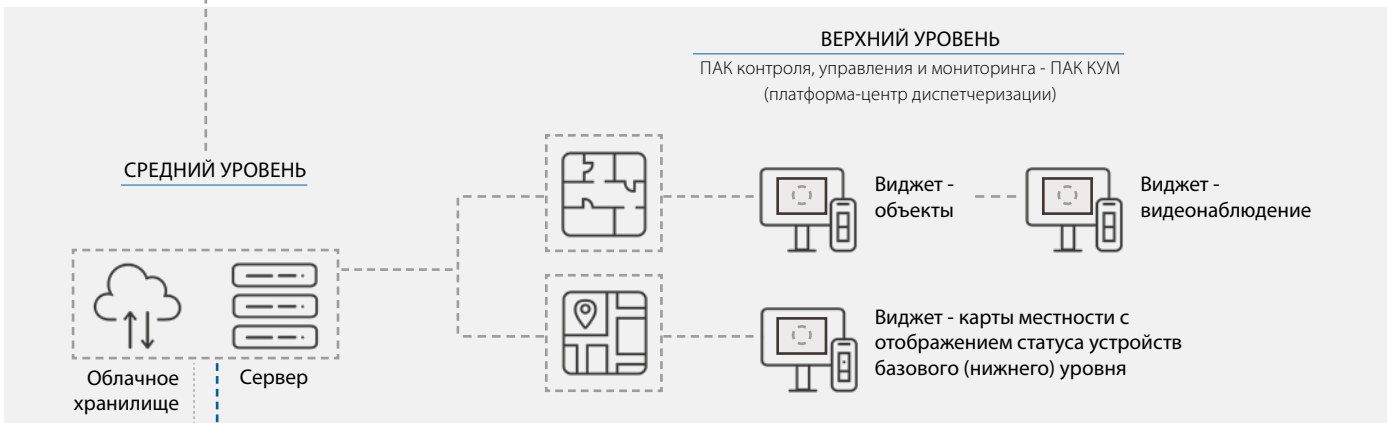 ВЕРХНИЙ УРОВЕНЬ
ПАК контроля, управления и мониторинга - ПАК КУМ
(платформа-центр диспетчеризации)
СРЕДНИЙ УРОВЕНЬ
Виджет -
объекты
Виджет -
видеонаблюдение
Виджет - карты местности с
отображением статуса устройств
базового (нижнего) уровня
Облачное
хранилище
Сервер